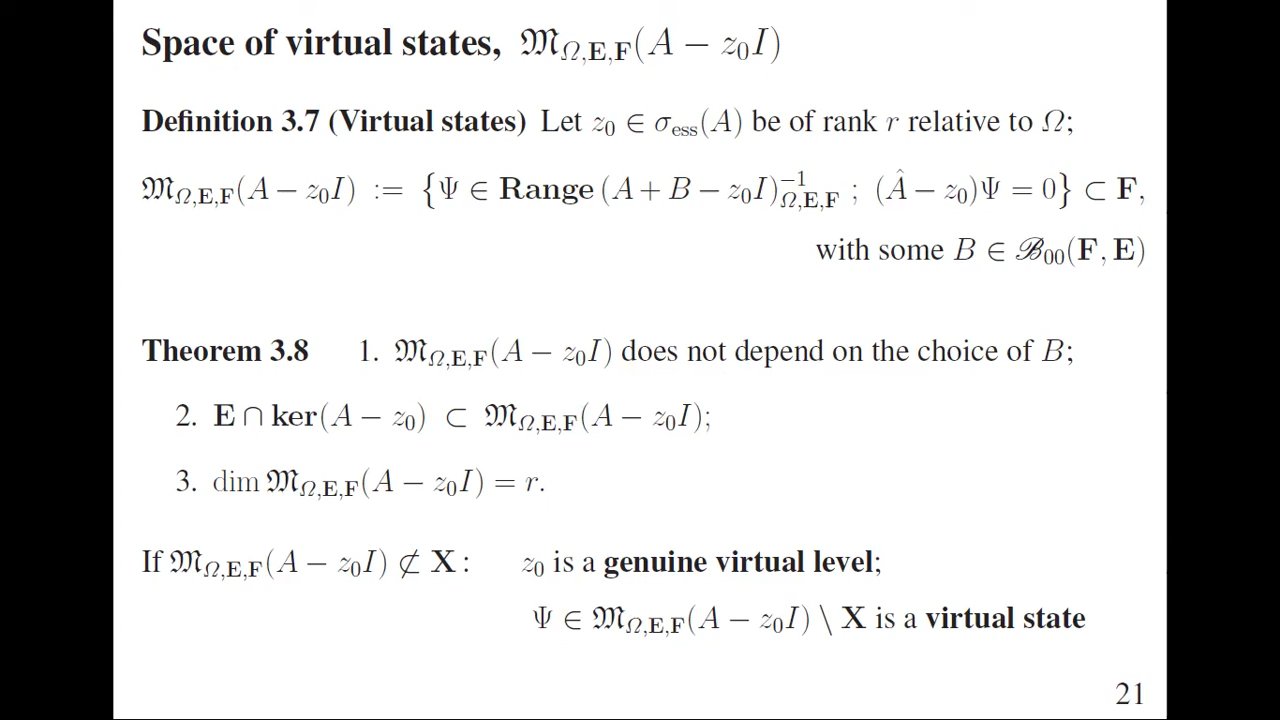 Space of virtual states, 𝔐_{Ω,E,F}(A − z₀I)
Definition 3.7 (Virtual states) Let z₀ ∈ σ_{ess}(A) be of rank r relative to Ω;
𝔐_{Ω,E,F}(A − z₀I) := {Ψ ∈ Range (A + B − z₀I)^{−1}_{Ω,E,F} ; (Â − z₀)Ψ = 0} ⊂ F,
with some B ∈ ℬ₀₀(F, E)
Theorem 3.8 1. 𝔐_{Ω,E,F}(A − z₀I) does not depend on the choice of B;
2. E ∩ ker(A − z₀) ⊂ 𝔐_{Ω,E,F}(A − z₀I);
3. dim 𝔐_{Ω,E,F}(A − z₀I) = r.
If 𝔐_{Ω,E,F}(A − z₀I) ⊄ X : z₀ is a genuine virtual level;
Ψ ∈ 𝔐_{Ω,E,F}(A − z₀I) \ X is a virtual state
21